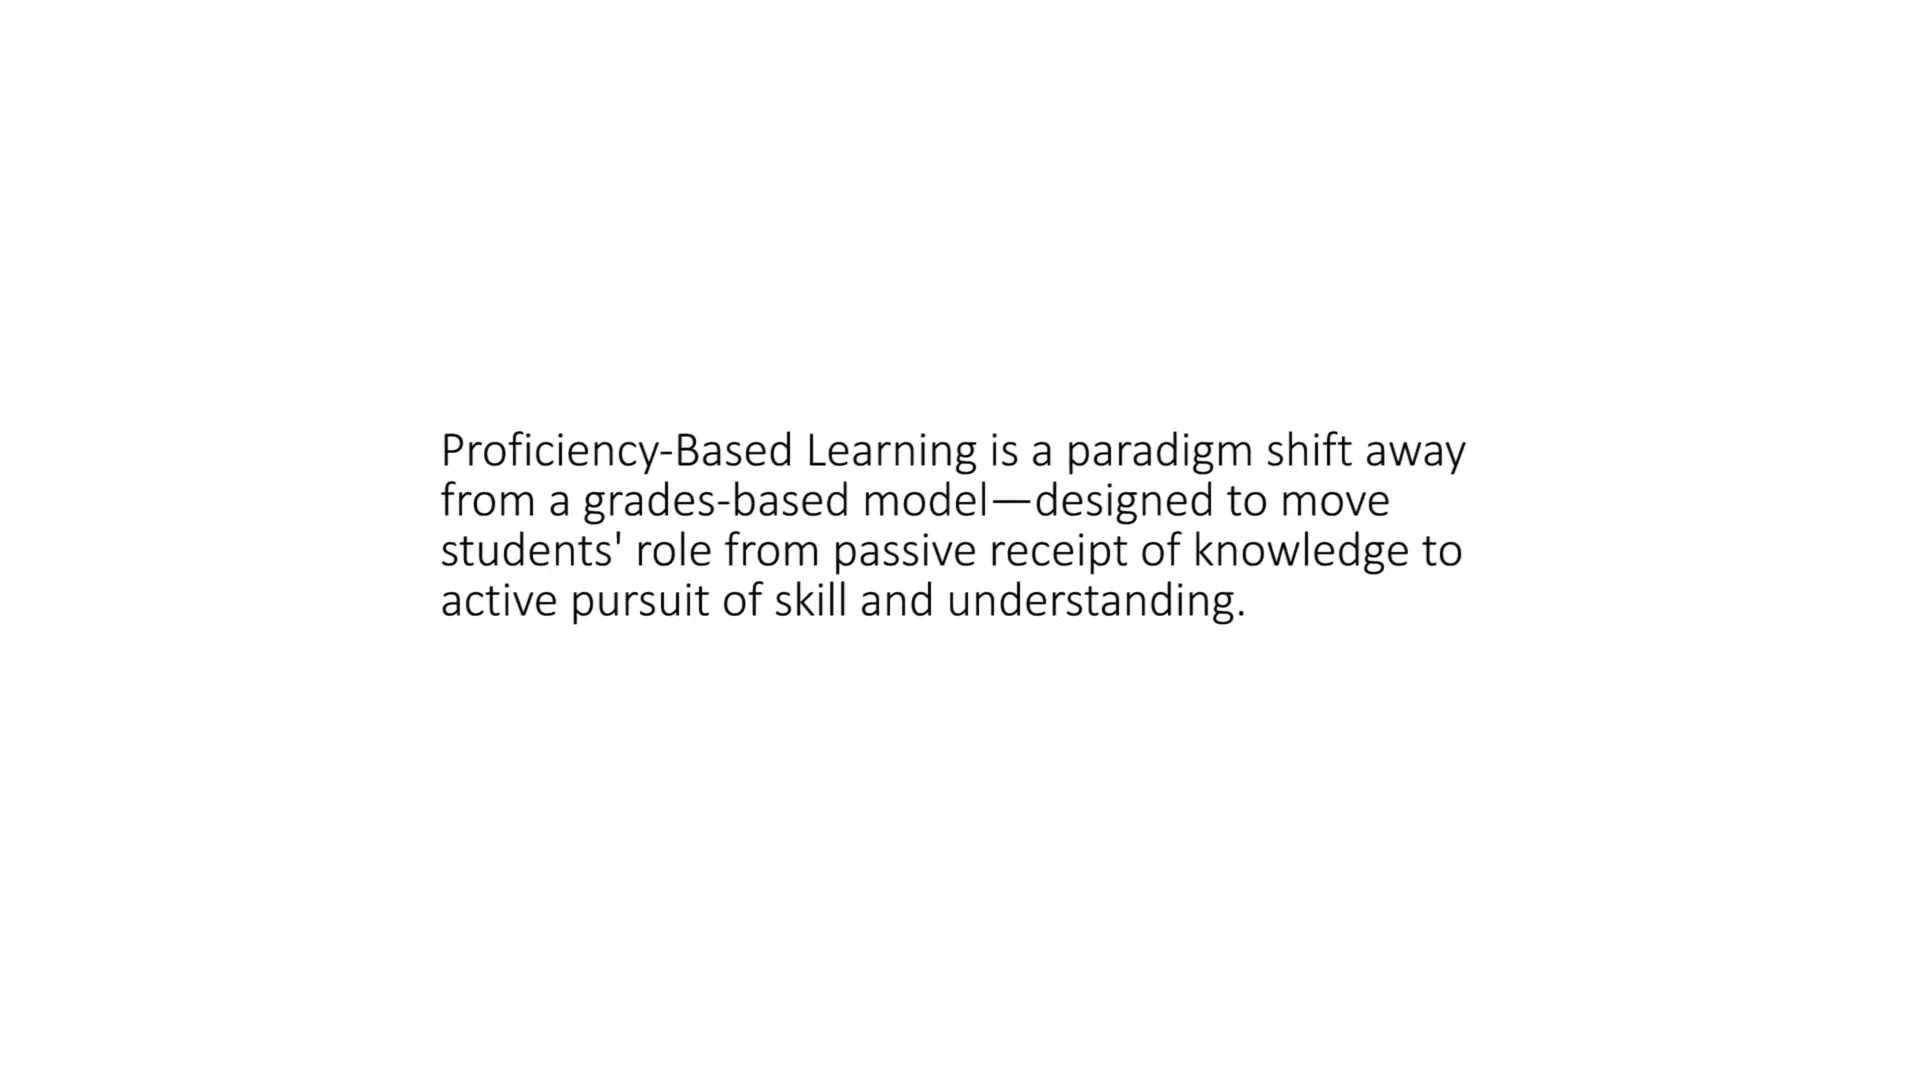 Proficiency-Based Learning is a paradigm shift away
from a grades-based model—designed to move
students' role from passive receipt of knowledge to
active pursuit of skill and understanding.